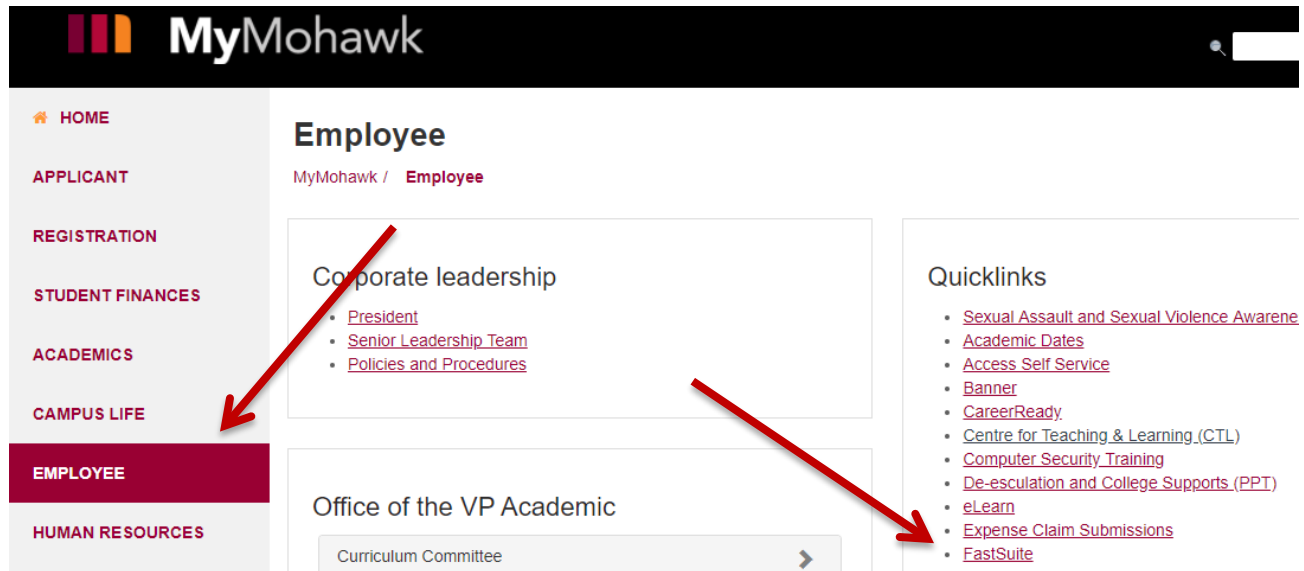 MyMohawk
HOME
APPLICANT
REGISTRATION
STUDENT FINANCES
ACADEMICS
CAMPUS LIFE
EMPLOYEE
HUMAN RESOURCES
Employee
MyMohawk / Employee
Corporate leadership
President
Senior Leadership Team
Policies and Procedures
Office of the VP Academic
Curriculum Committee
Quicklinks
Sexual Assault and Sexual Violence Awarene
Academic Dates
Access Self Service
Banner
CareerReady
Centre for Teaching & Learning (CTL)
Computer Security Training
De-esculation and College Supports (PPT)
eLearn
Expense Claim Submissions
FastSuite